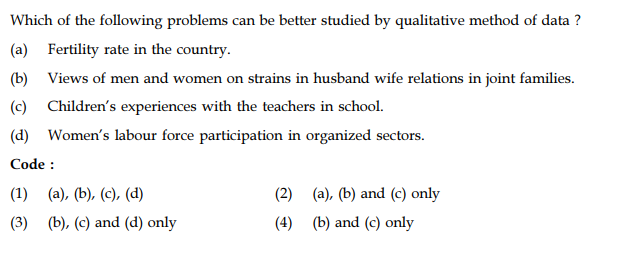 Which of the following problems can be better studied by qualitative method of data ?
(a) Fertility rate in the country.
(b) Views of men and women on strains in husband wife relations in joint families.
(c) Children's experiences with the teachers in school.
(d) Women's labour force participation in organized sectors.
Code :
(1) (a), (b), (c), (d) (2) (a), (b) and (c) only
(3) (b), (c) and (d) only (4) (b) and (c) only